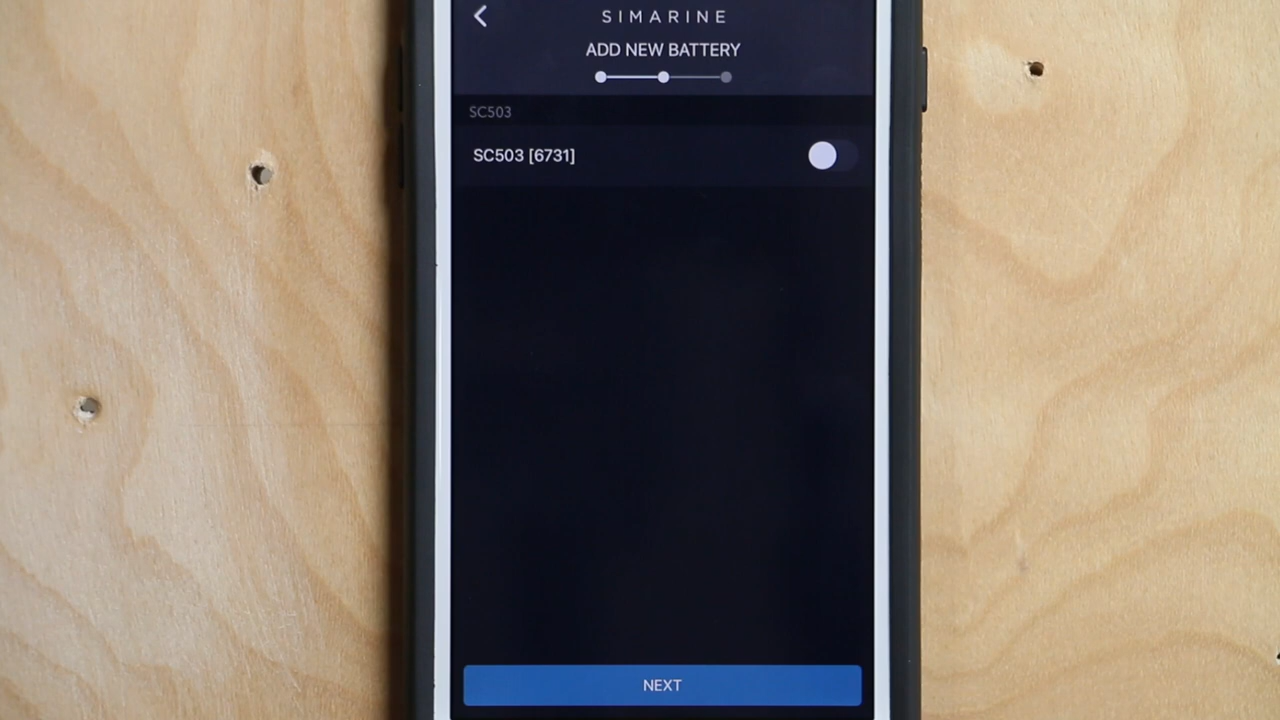 SIMARINE
ADD NEW BATTERY
SC503
SC503 [6731]
NEXT